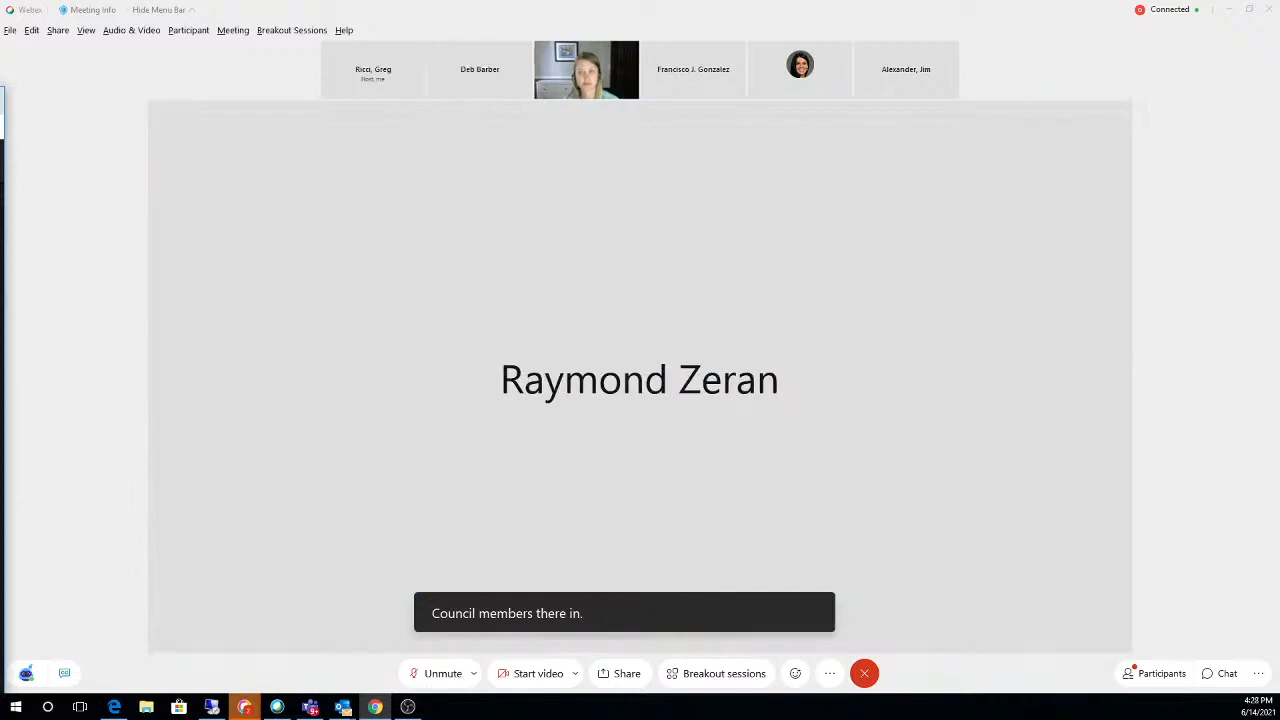 Webex Meeting Info Hide Menu Bar Connected
File Edit Share View Audio & Video Participant Meeting Breakout Sessions Help
Ricci, Greg
Host, me
Deb Barber
Francisco J. Gonzalez
Alexander, Jim
Raymond Zeran
Council members there in.
Unmute Start video Share Breakout sessions Participants Chat
4:28 PM
6/14/2021